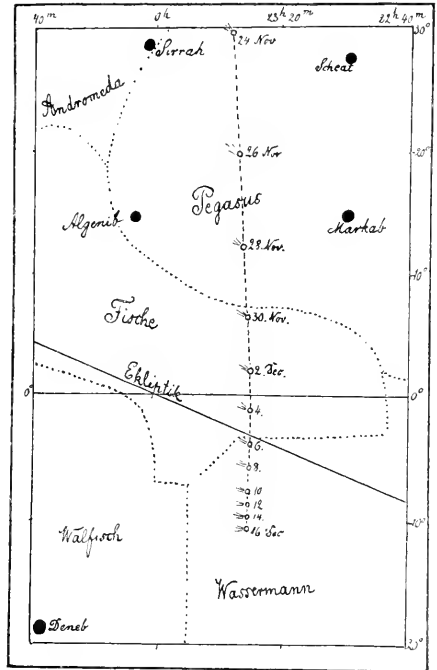 40ᵐ 0ʰ 23ʰ 20ᵐ 22ʰ 40ᵐ
30°
24 Nov
Sirrah
Scheat
Andromeda
20°
26 Nov
Pegasus
Algenib
Markab
28. Nov.
10°
Fische
30. Nov.
2. Dec.
Ekliptik
0°
0°
4.
6.
8.
10
12
10°
14.
16 Dec
Walfisch
Wassermann
Deneb
20°